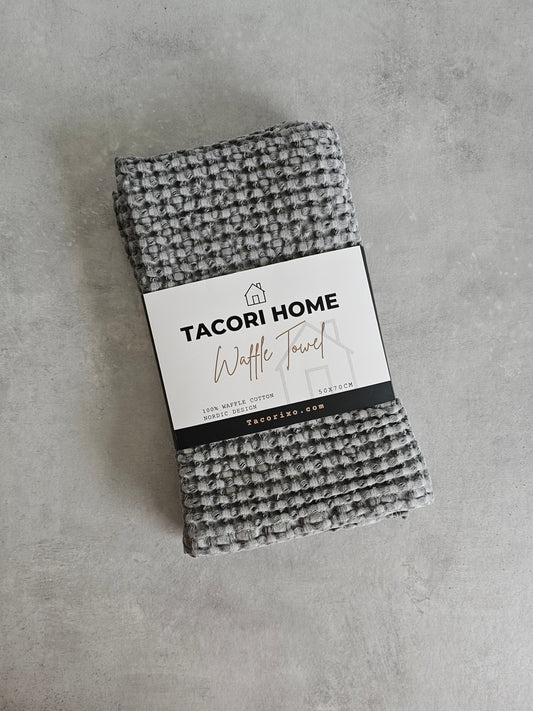 TACORI HOME
Waffle Towel
100% WAFFLE COTTON
NORDIC DESIGN
50X70CM
Tacorixo.com